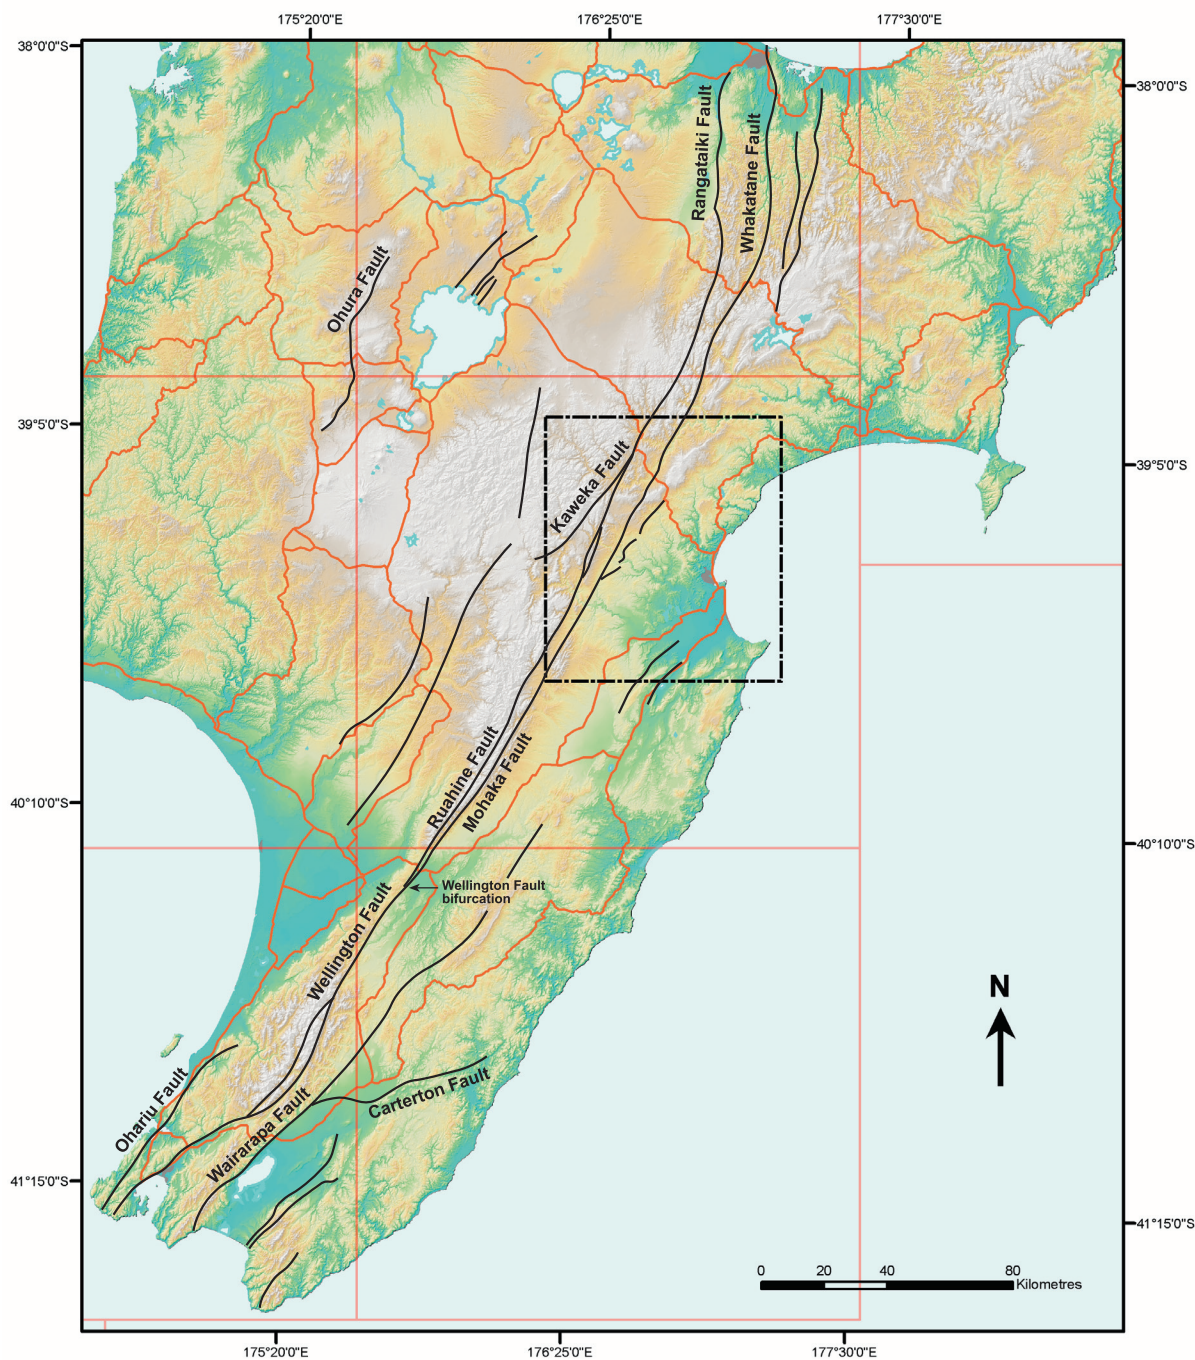 175°20'0"E
176°25'0"E
177°30'0"E
38°0'0"S
38°0'0"S
Rangataiki Fault
Whakatane Fault
Ohura Fault
39°5'0"S
39°5'0"S
Kaweka Fault
Ruahine Fault
Mohaka Fault
40°10'0"S
40°10'0"S
Wellington Fault
bifurcation
Wellington Fault
N
Ohariu Fault
Wairarapa Fault
Carterton Fault
41°15'0"S
41°15'0"S
0 20 40 80
Kilometres
175°20'0"E
176°25'0"E
177°30'0"E